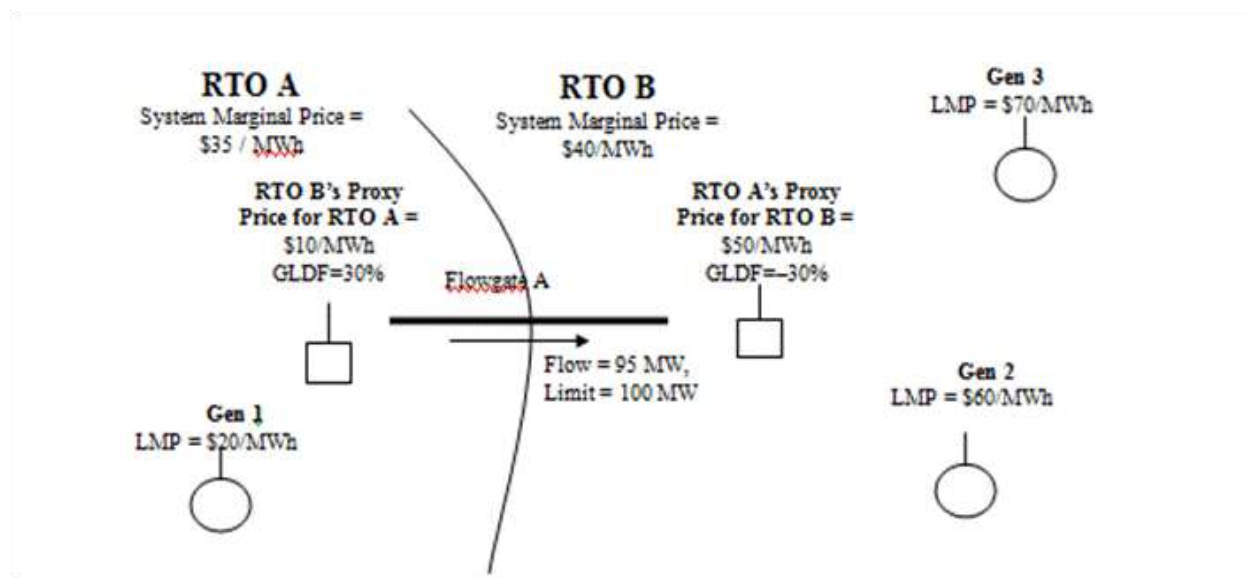 RTO A
System Marginal Price =
$35 / MWh
RTO B
System Marginal Price =
$40/MWh
Gen 3
LMP = $70/MWh
RTO B's Proxy
Price for RTO A =
$10/MWh
GLDF=30%
RTO A's Proxy
Price for RTO B =
$50/MWh
GLDF=–30%
Flowgate A
Flow = 95 MW,
Limit = 100 MW
Gen 1
LMP = $20/MWh
Gen 2
LMP = $60/MWh